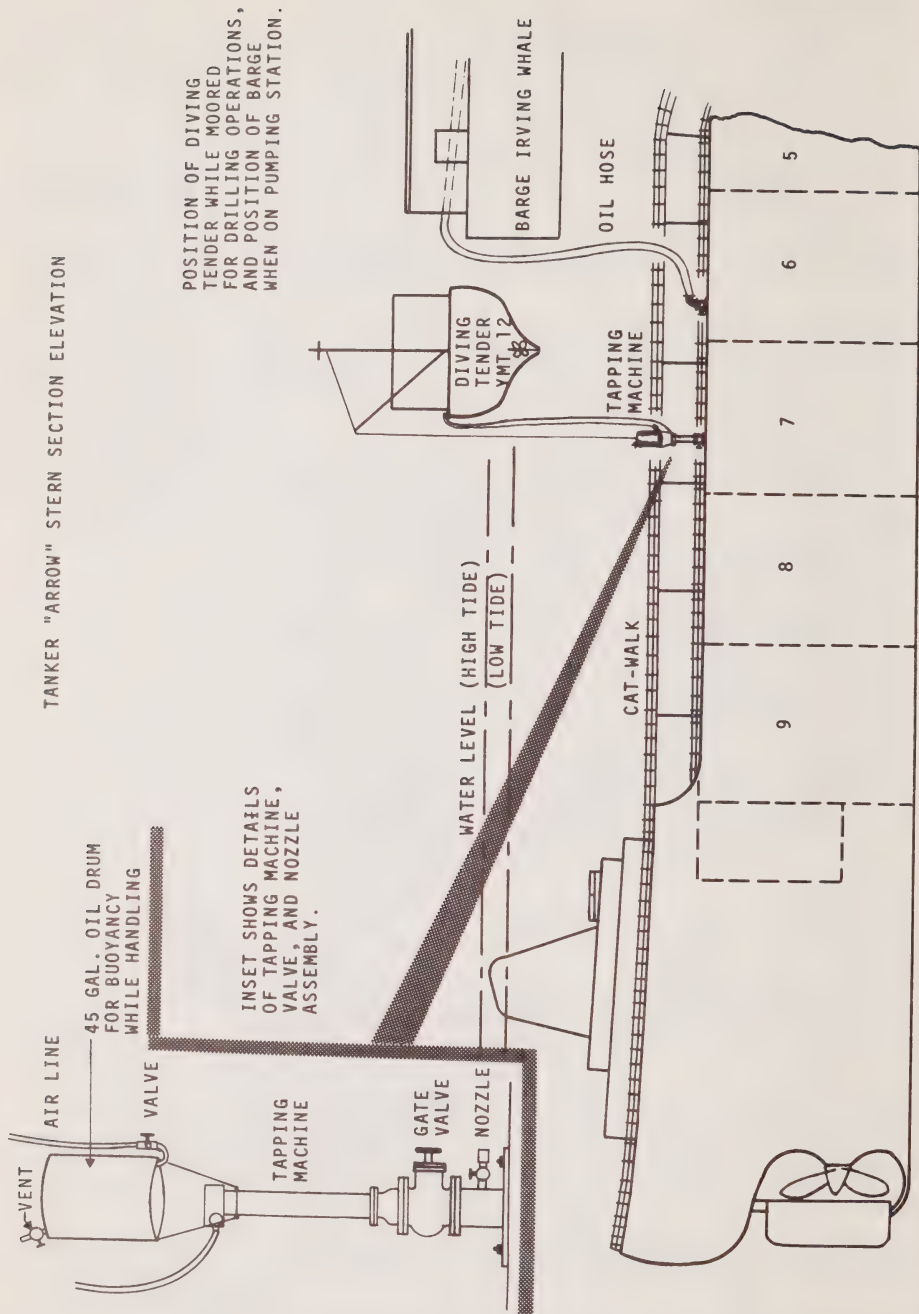 TANKER "ARROW" STERN SECTION ELEVATION
POSITION OF DIVING
TENDER WHILE MOORED
FOR DRILLING OPERATIONS,
AND POSITION OF BARGE
WHEN ON PUMPING STATION.
VENT
AIR LINE
45 GAL. OIL DRUM
FOR BUOYANCY
WHILE HANDLING
VALVE
TAPPING
MACHINE
GATE
VALVE
NOZZLE
INSET SHOWS DETAILS
OF TAPPING MACHINE,
VALVE, AND NOZZLE
ASSEMBLY.
WATER LEVEL (HIGH TIDE)
(LOW TIDE)
DIVING
TENDER
YMT 12
BARGE IRVING WHALE
TAPPING
MACHINE
OIL HOSE
CAT-WALK
9
8
7
6
5